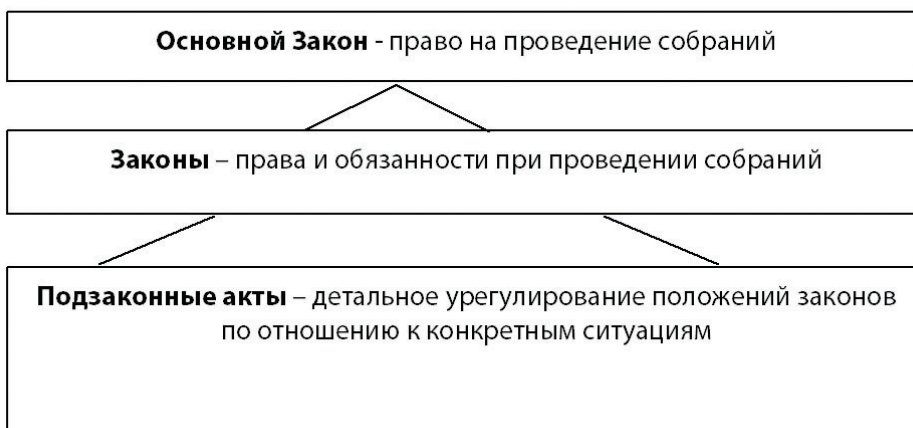 Основной Закон - право на проведение собраний
Законы – права и обязанности при проведении собраний
Подзаконные акты – детальное урегулирование положений законов
по отношению к конкретным ситуациям